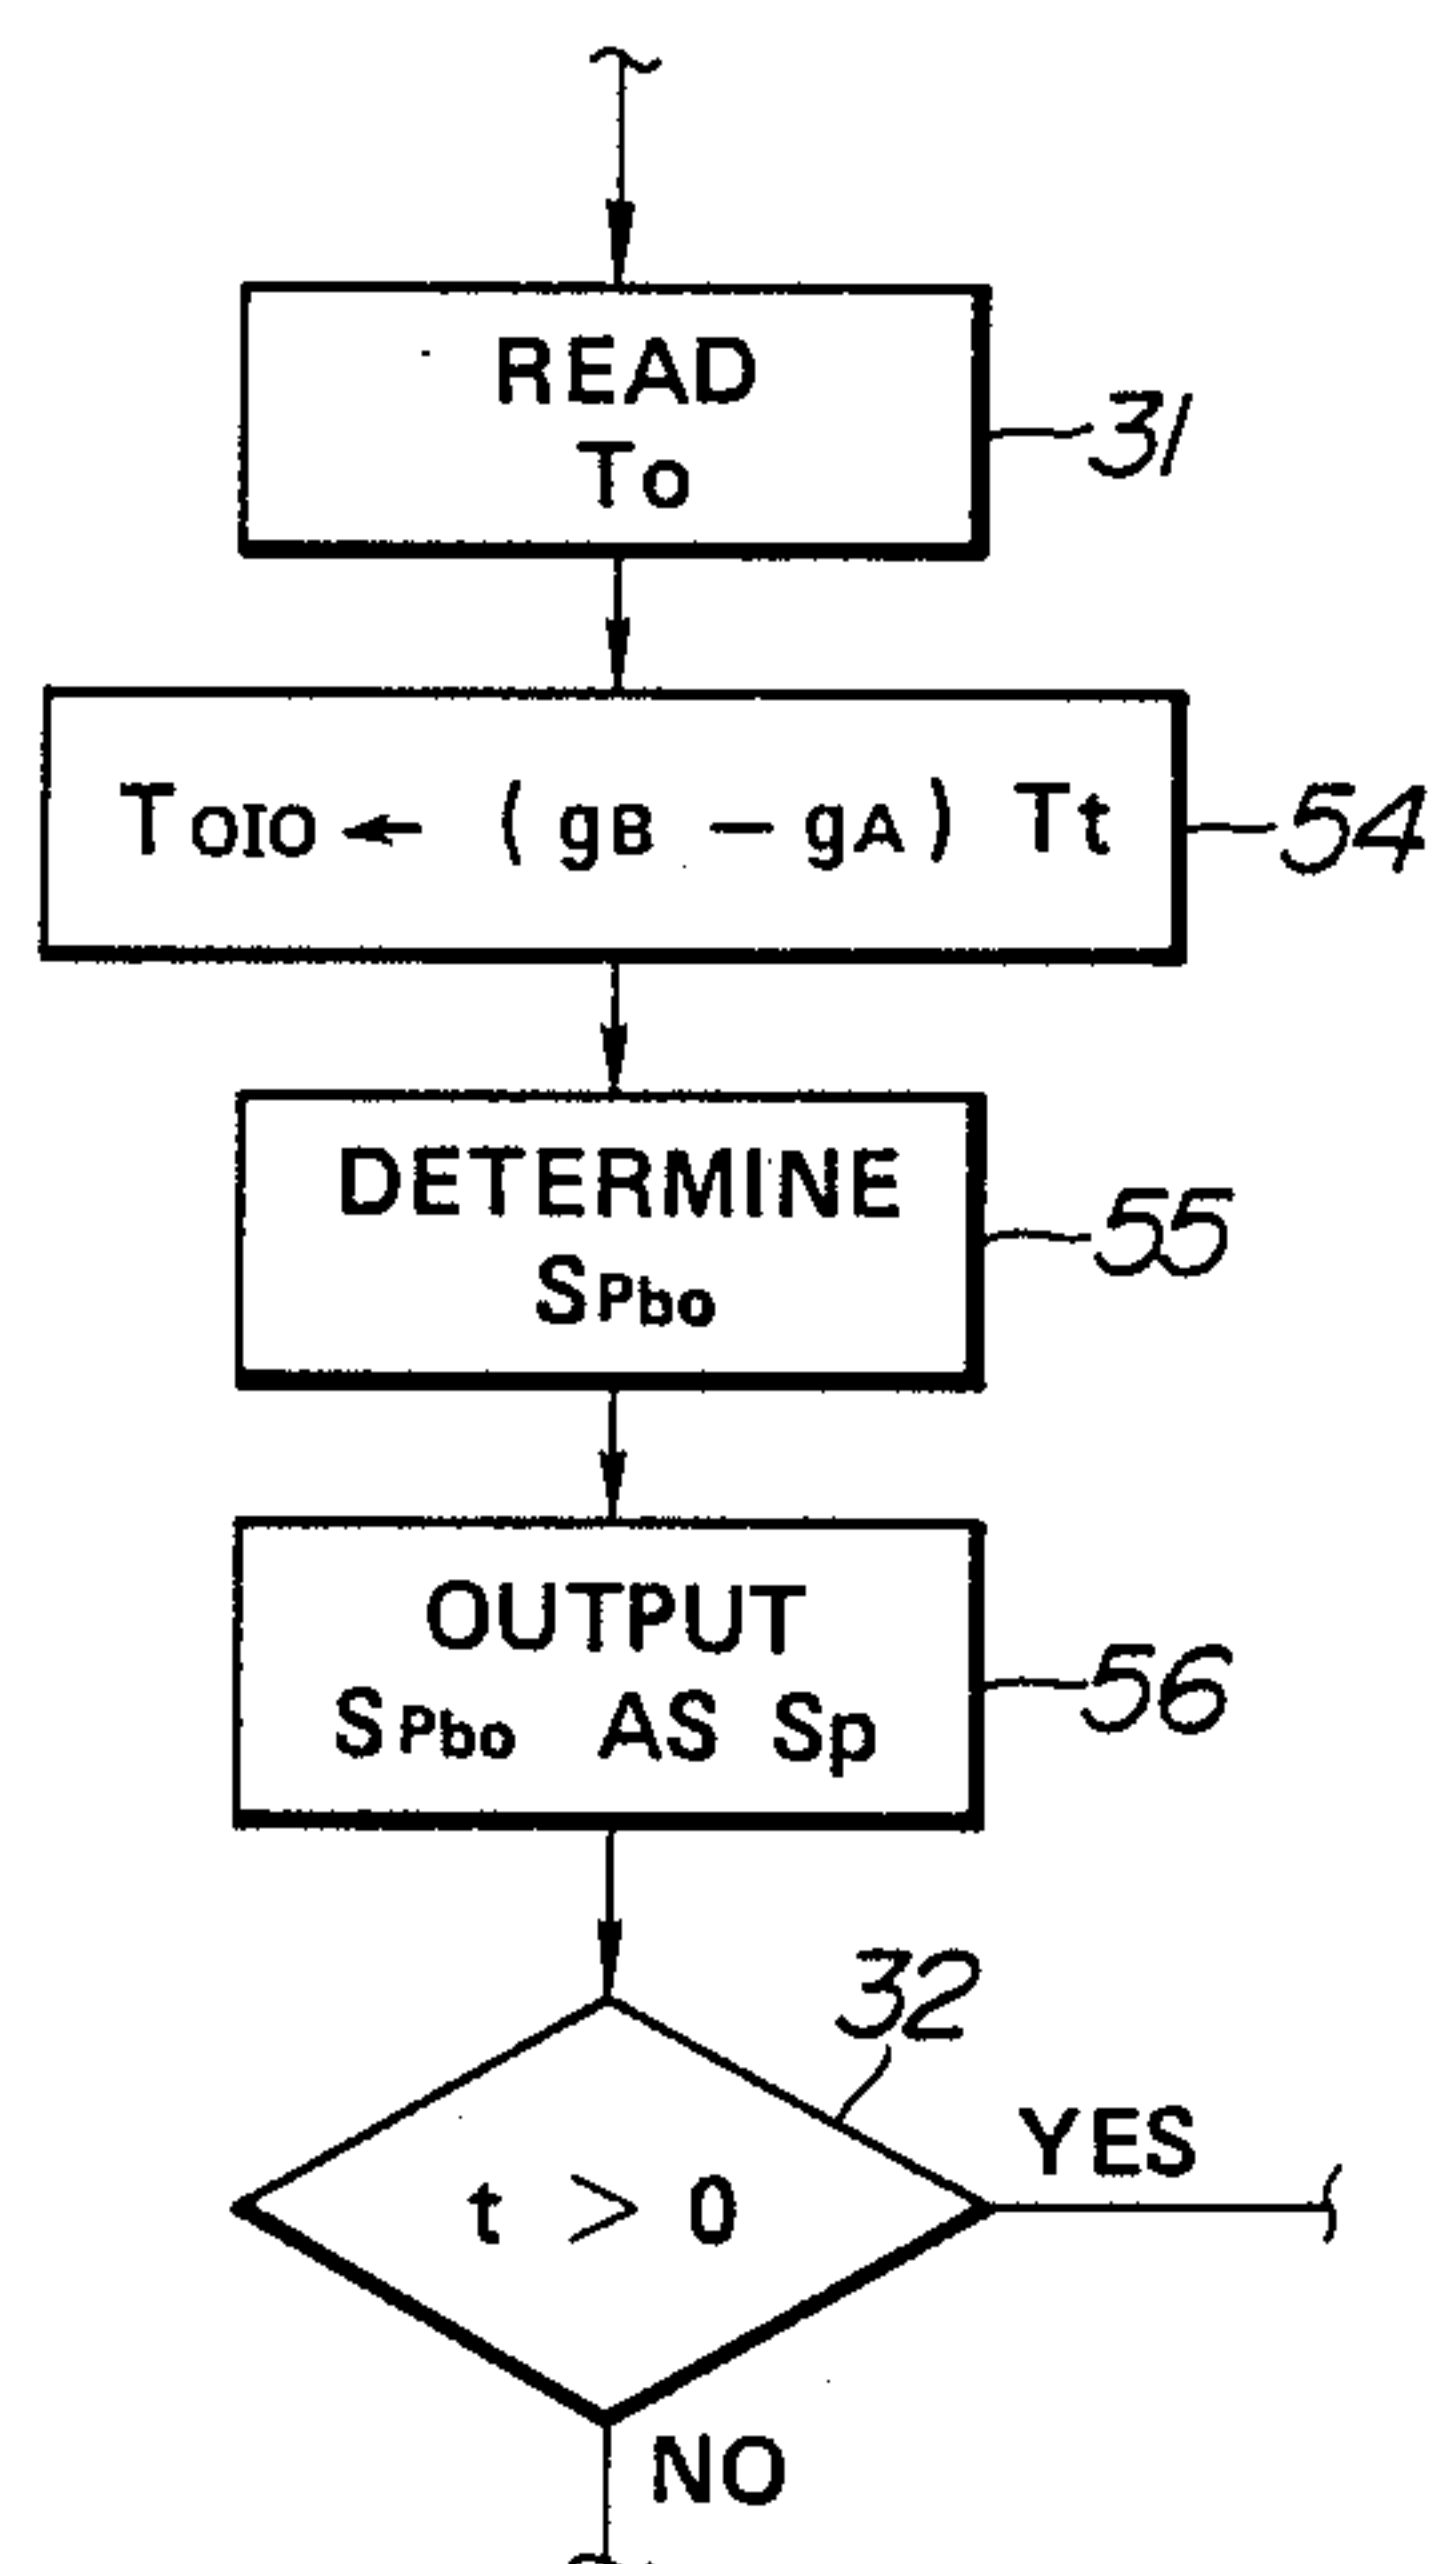 READ
To
31
TOIO ← (gB - gA) Tt
54
DETERMINE
SPbo
55
OUTPUT
SPbo AS Sp
56
32
YES
t > 0
NO